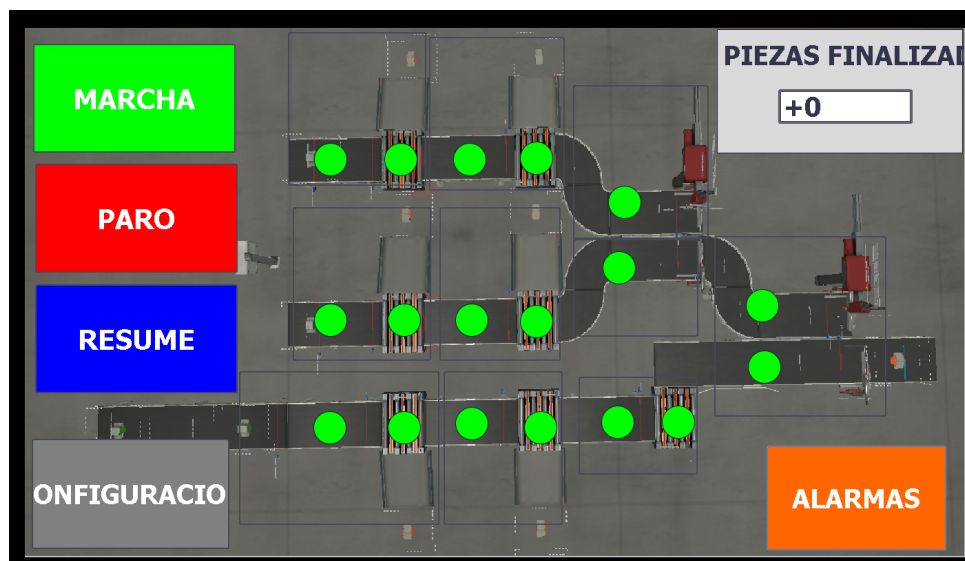 MARCHA
PIEZAS FINALIZAD
+0
PARO
RESUME
ONFIGURACIO
ALARMAS